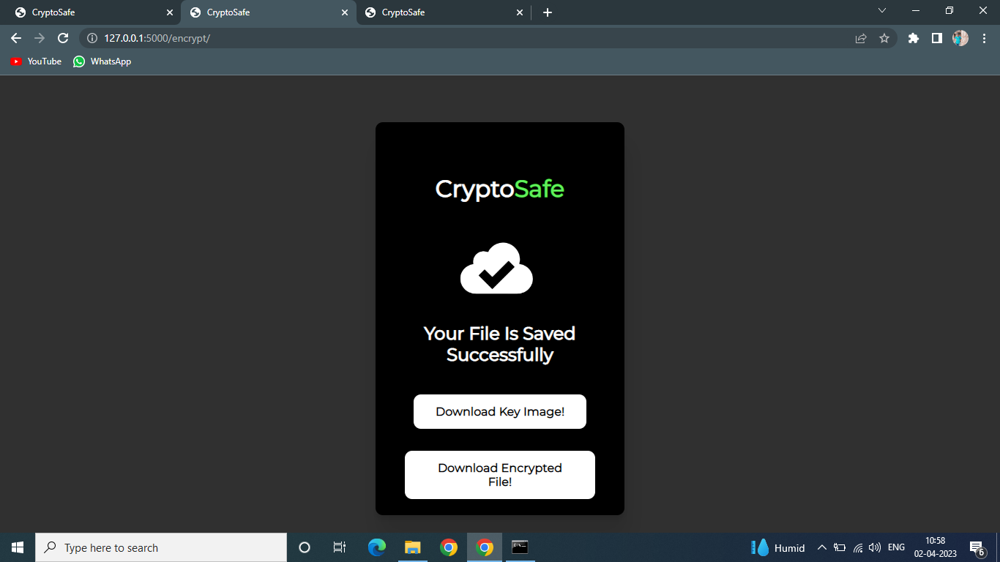 CryptoSafe
CryptoSafe
CryptoSafe
127.0.0.1:5000/encrypt/
YouTube
WhatsApp
CryptoSafe
Your File Is Saved
Successfully
Download Key Image!
Download Encrypted
File!
Type here to search
Humid
ENG
10:58
02-04-2023
6